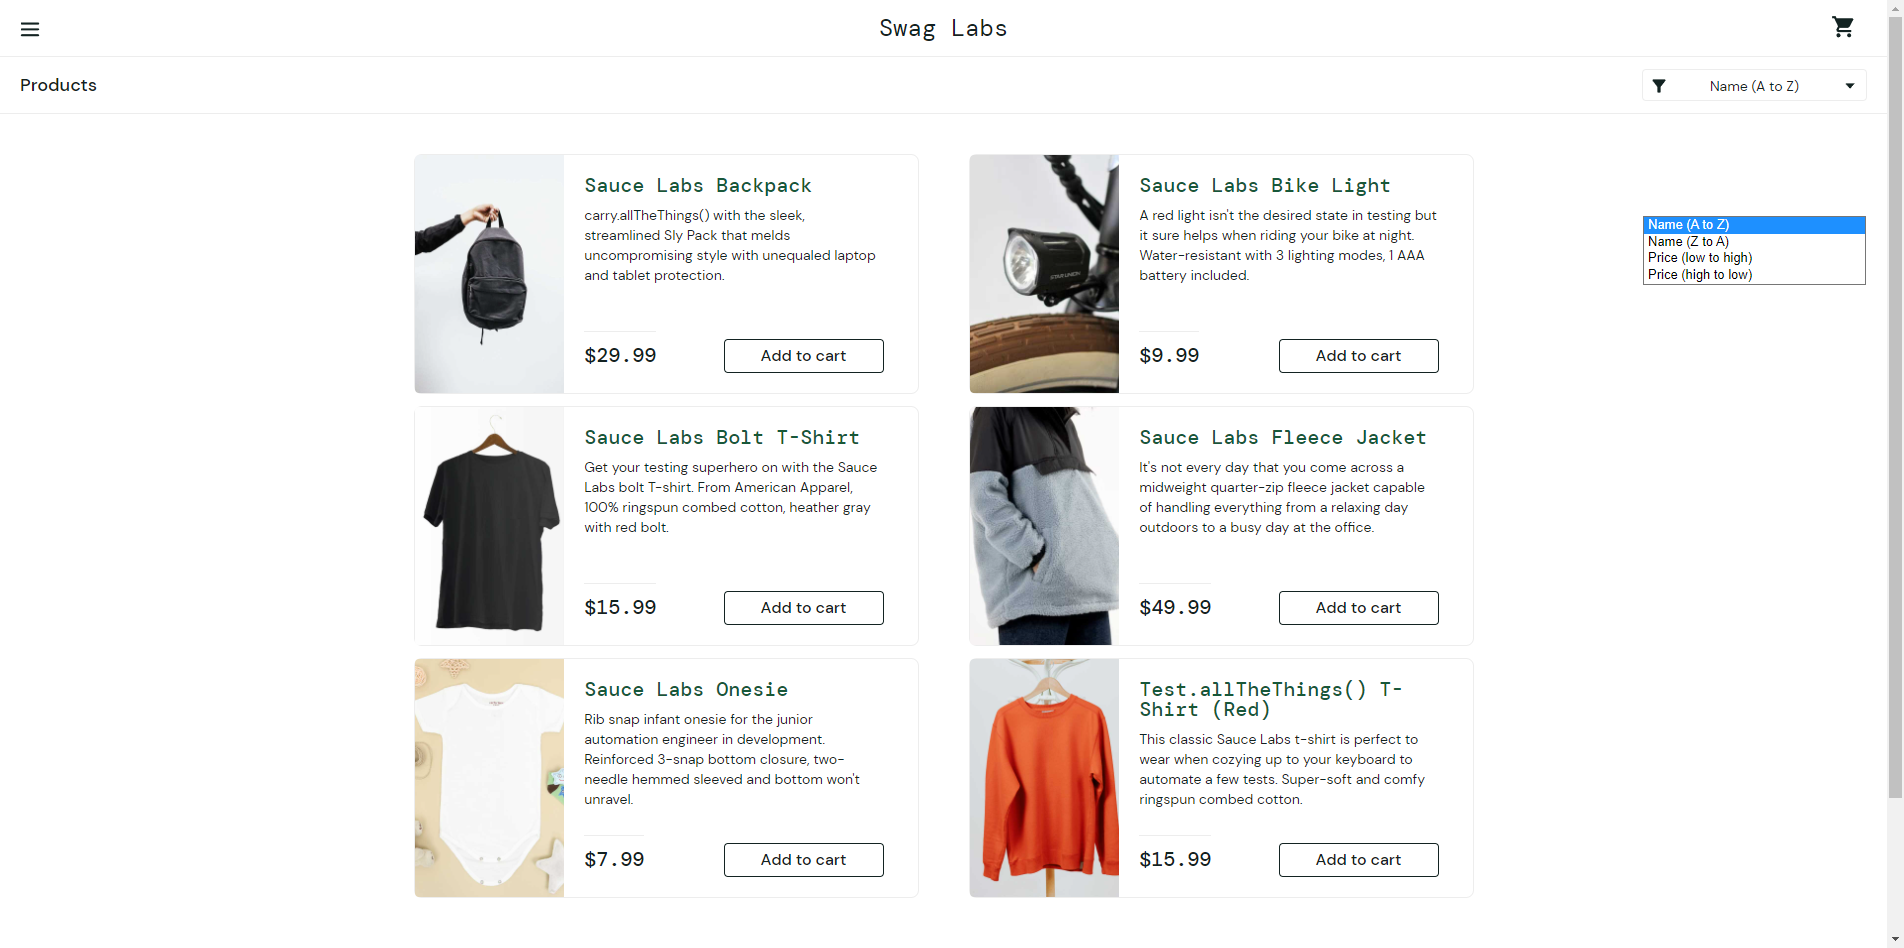 Swag Labs
Products
Name (A to Z)
Name (A to Z)
Name (Z to A)
Price (low to high)
Price (high to low)
Sauce Labs Backpack
carry.allTheThings() with the sleek,
streamlined Sly Pack that melds
uncompromising style with unequaled laptop
and tablet protection.
$29.99
Add to cart
Sauce Labs Bike Light
A red light isn't the desired state in testing but
it sure helps when riding your bike at night.
Water-resistant with 3 lighting modes, 1 AAA
battery included.
$9.99
Add to cart
STAR UNION
Sauce Labs Bolt T-Shirt
Get your testing superhero on with the Sauce
Labs bolt T-shirt. From American Apparel,
100% ringspun combed cotton, heather gray
with red bolt.
$15.99
Add to cart
Sauce Labs Fleece Jacket
It's not every day that you come across a
midweight quarter-zip fleece jacket capable
of handling everything from a relaxing day
outdoors to a busy day at the office.
$49.99
Add to cart
Sauce Labs Onesie
Rib snap infant onesie for the junior
automation engineer in development.
Reinforced 3-snap bottom closure, two-
needle hemmed sleeved and bottom won't
unravel.
$7.99
Add to cart
Test.allTheThings() T-
Shirt (Red)
This classic Sauce Labs t-shirt is perfect to
wear when cozying up to your keyboard to
automate a few tests. Super-soft and comfy
ringspun combed cotton.
$15.99
Add to cart